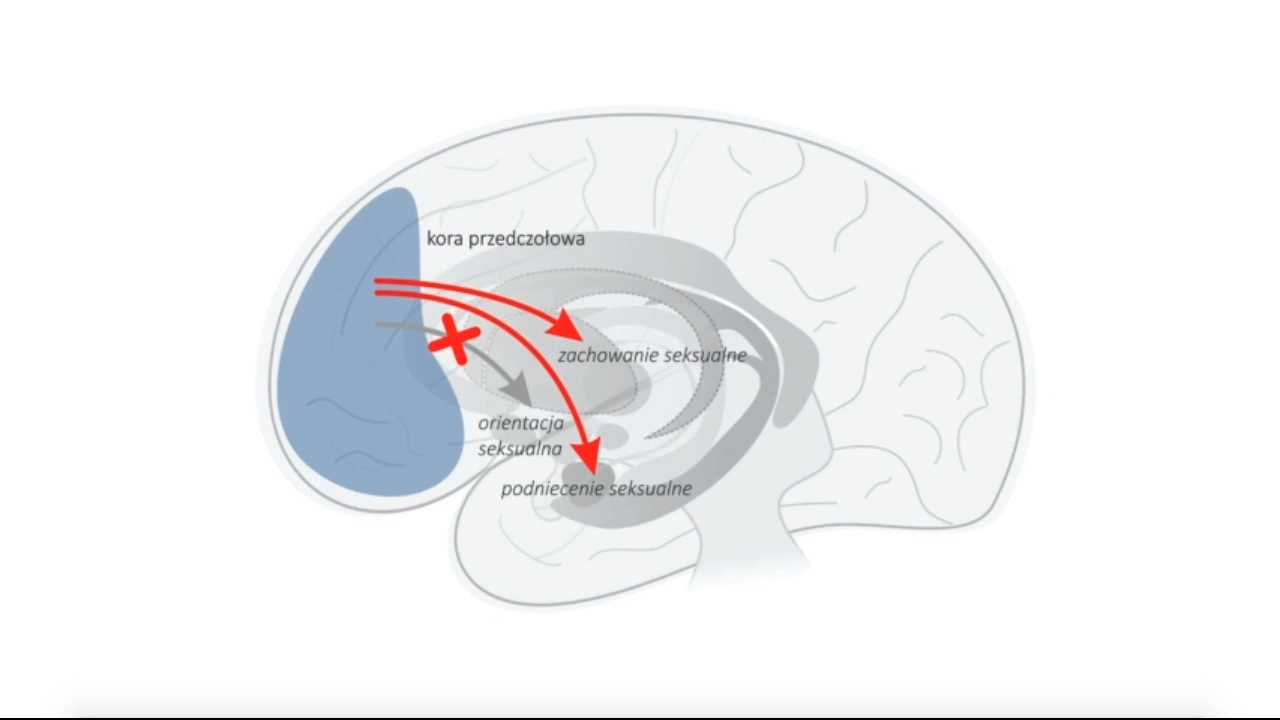 kora przedczołowa
zachowanie seksualne
orientacja
seksualna
podniecenie seksualne